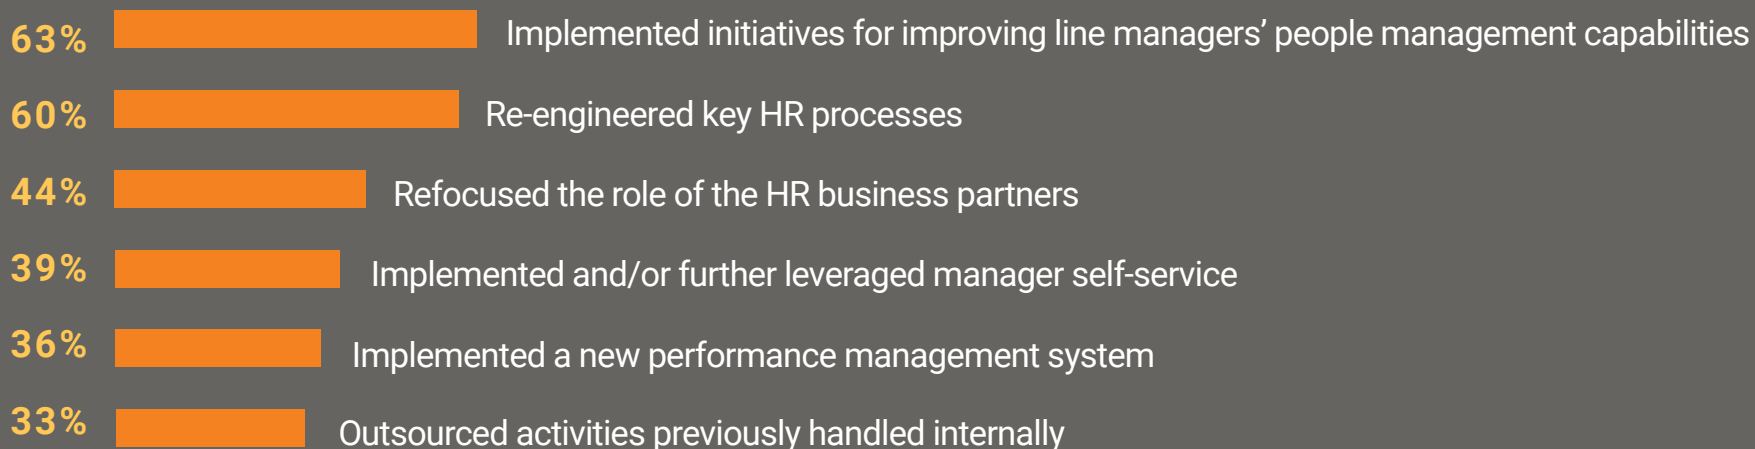 63% Implemented initiatives for improving line managers’ people management capabilities
60% Re-engineered key HR processes
44% Refocused the role of the HR business partners
39% Implemented and/or further leveraged manager self-service
36% Implemented a new performance management system
33% Outsourced activities previously handled internally